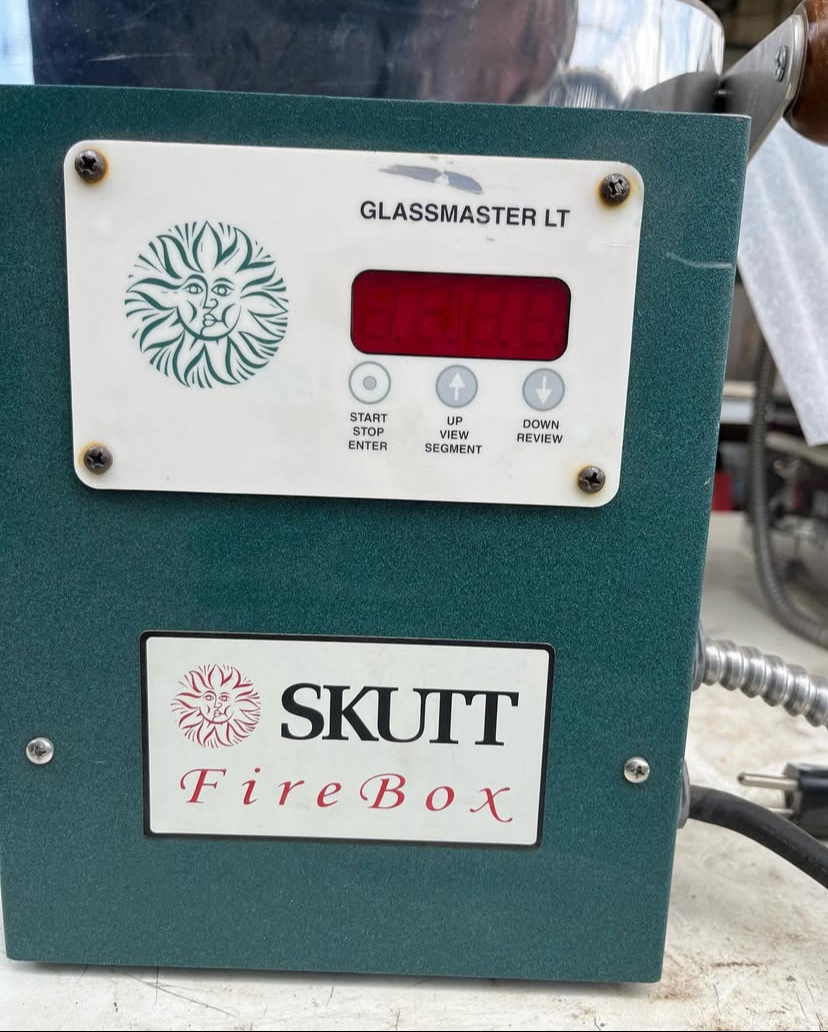 GLASSMASTER LT
START
STOP
ENTER
UP
VIEW
SEGMENT
DOWN
REVIEW
SKUTT
FireBox